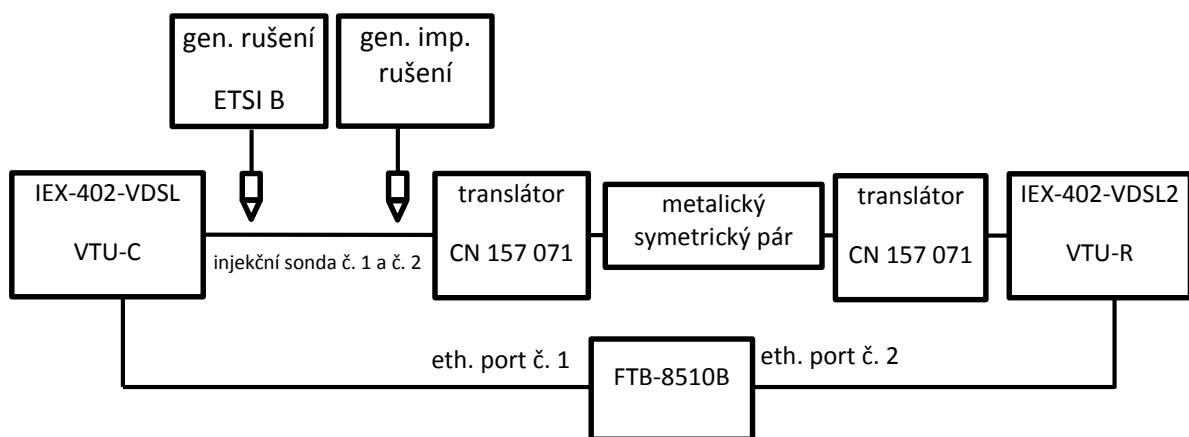 gen. rušení
ETSI B
gen. imp.
rušení
IEX-402-VDSL
VTU-C
injekční sonda č. 1 a č. 2
translátor
CN 157 071
metalický
symetrický pár
translátor
CN 157 071
IEX-402-VDSL2
VTU-R
eth. port č. 1
FTB-8510B
eth. port č. 2